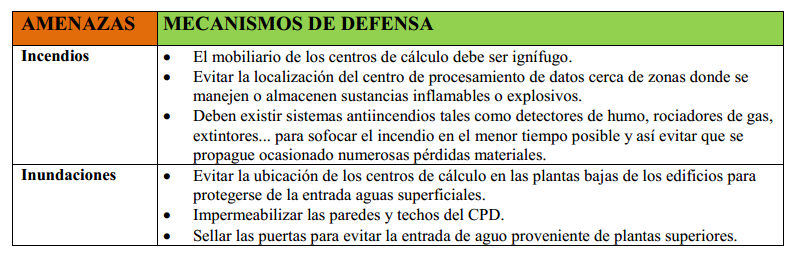 AMENAZAS MECANISMOS DE DEFENSA
Incendios • El mobiliario de los centros de cálculo debe ser ignífugo.
• Evitar la localización del centro de procesamiento de datos cerca de zonas donde se
manejen o almacenen sustancias inflamables o explosivos.
• Deben existir sistemas antiincendios tales como detectores de humo, rociadores de gas,
extintores... para sofocar el incendio en el menor tiempo posible y así evitar que se
propague ocasionado numerosas pérdidas materiales.
Inundaciones • Evitar la ubicación de los centros de cálculo en las plantas bajas de los edificios para
protegerse de la entrada aguas superficiales.
• Impermeabilizar las paredes y techos del CPD.
• Sellar las puertas para evitar la entrada de agua proveniente de plantas superiores.